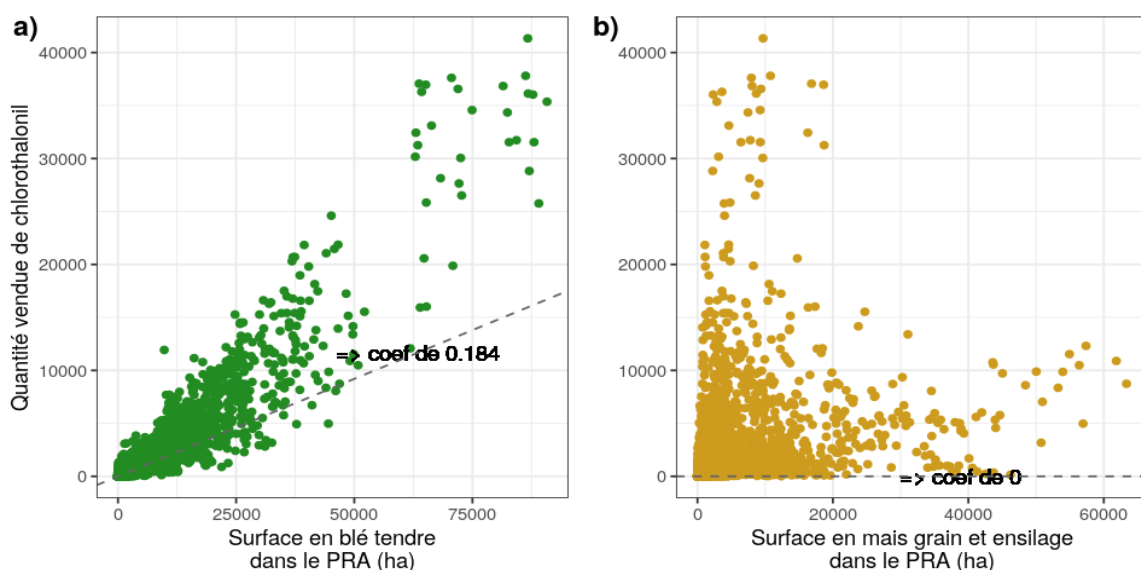 a)
Quantité vendue de chlorothalonil
40000
30000
20000
10000
0
=> coef de 0.184
0
25000
50000
75000
Surface en blé tendre
dans le PRA (ha)
b)
40000
30000
20000
10000
0
=> coef de 0
0
20000
40000
60000
Surface en mais grain et ensilage
dans le PRA (ha)